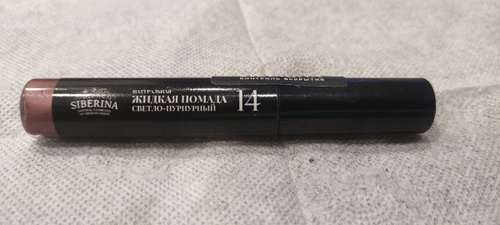 КОНТРОЛЬ ВСКРЫТИЯ
SIBERINA
НАТУРАЛЬНАЯ
ЖИДКАЯ ПОМАДА
СВЕТЛО-ПУРПУРНЫЙ
14